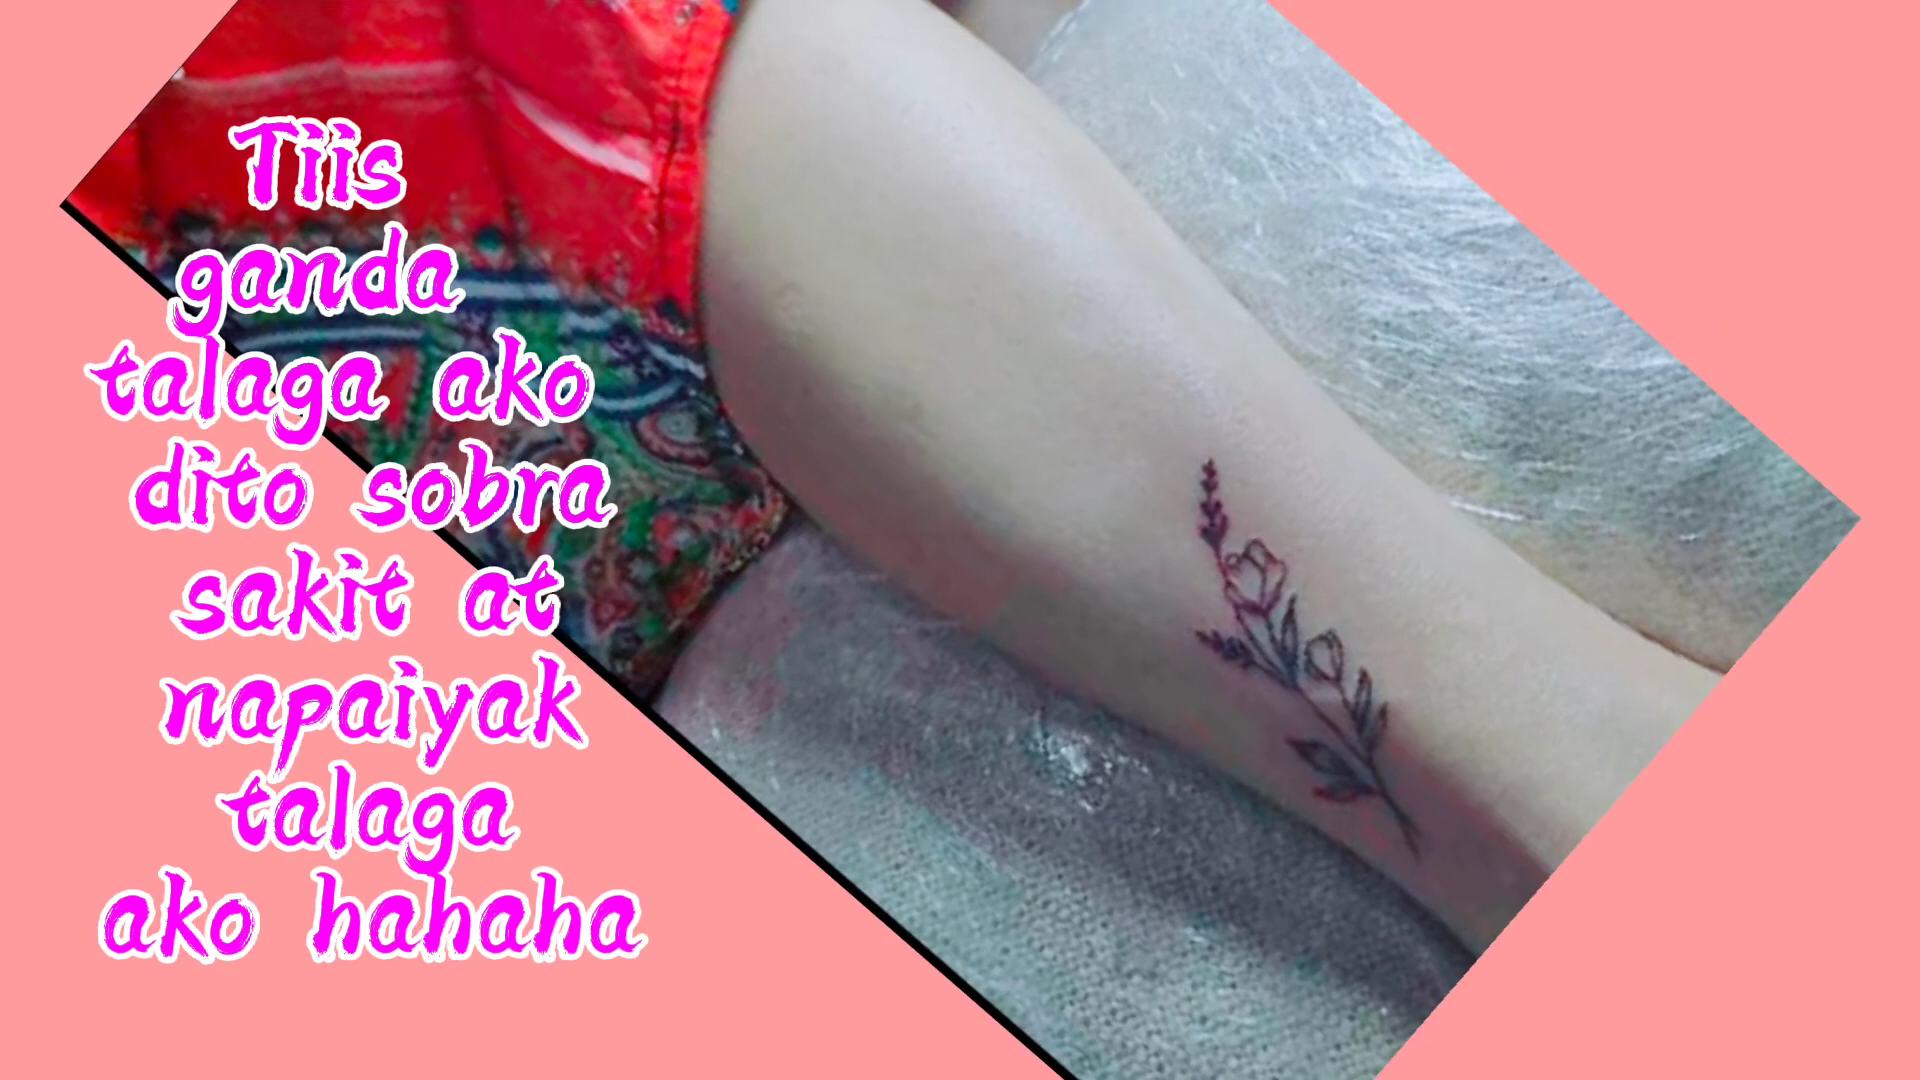 Tiis
ganda
talaga ako
dito sobra
sakit at
napaiyak
talaga
ako hahaha